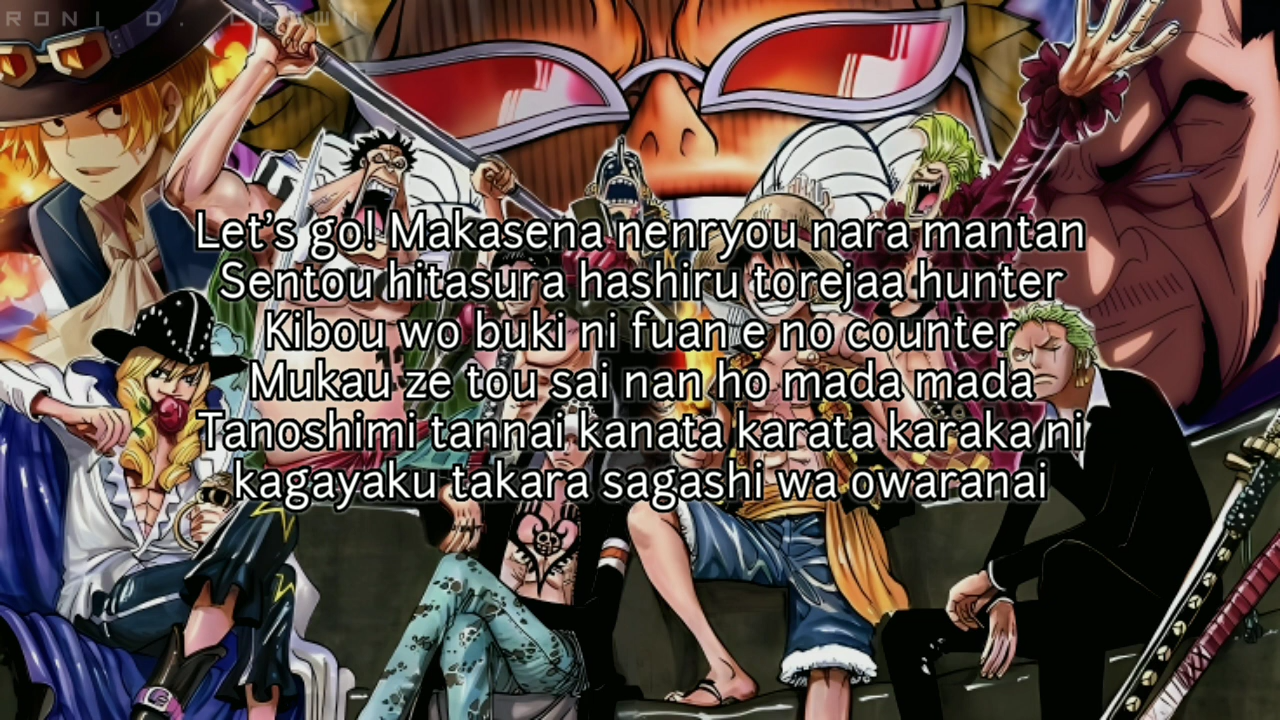 RONI D.
Let's go! Makasena nenryou nara mantan
Sentou hitasura hashiru torejaa hunter
Kibou wo buki ni fuan e no counter
Mukau ze tou sai nan ho mada mada
Tanoshimi tannai kanata karata karaka ni
kagayaku takara sagashi wa owaranai